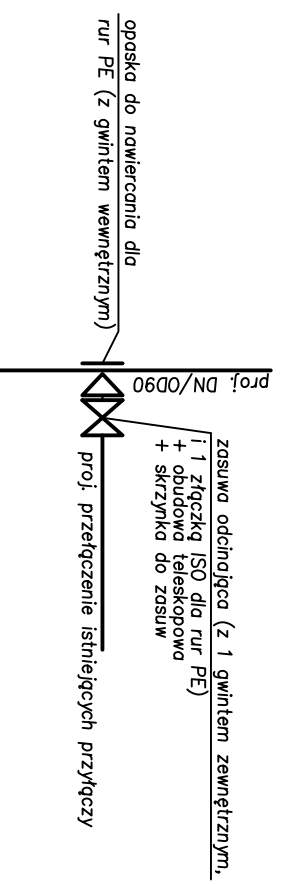 opaska do nawiercania dla
rur PE (z gwintem wewnętrznym)
proj. DN/OD90
zasuwa odcinająca (z 1 gwintem zewnętrznym,
i 1 złączką ISO dla rur PE)
+ obudowa teleskopowa
+ skrzynka do zasuw
proj. przełączenie istniejących przyłączy